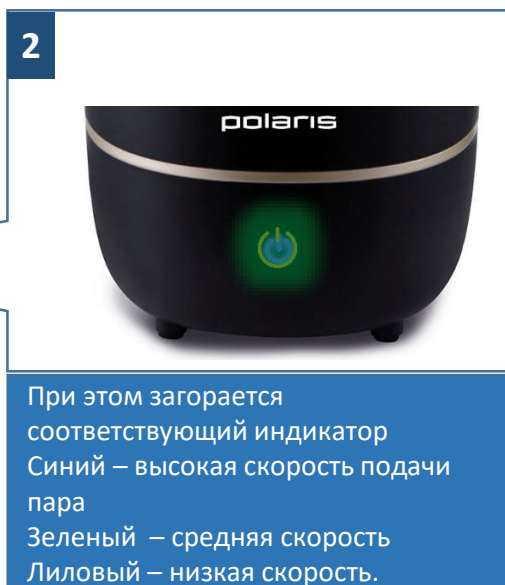 2
polaris
При этом загорается
соответствующий индикатор
Синий – высокая скорость подачи
пара
Зеленый – средняя скорость
Лиловый – низкая скорость.